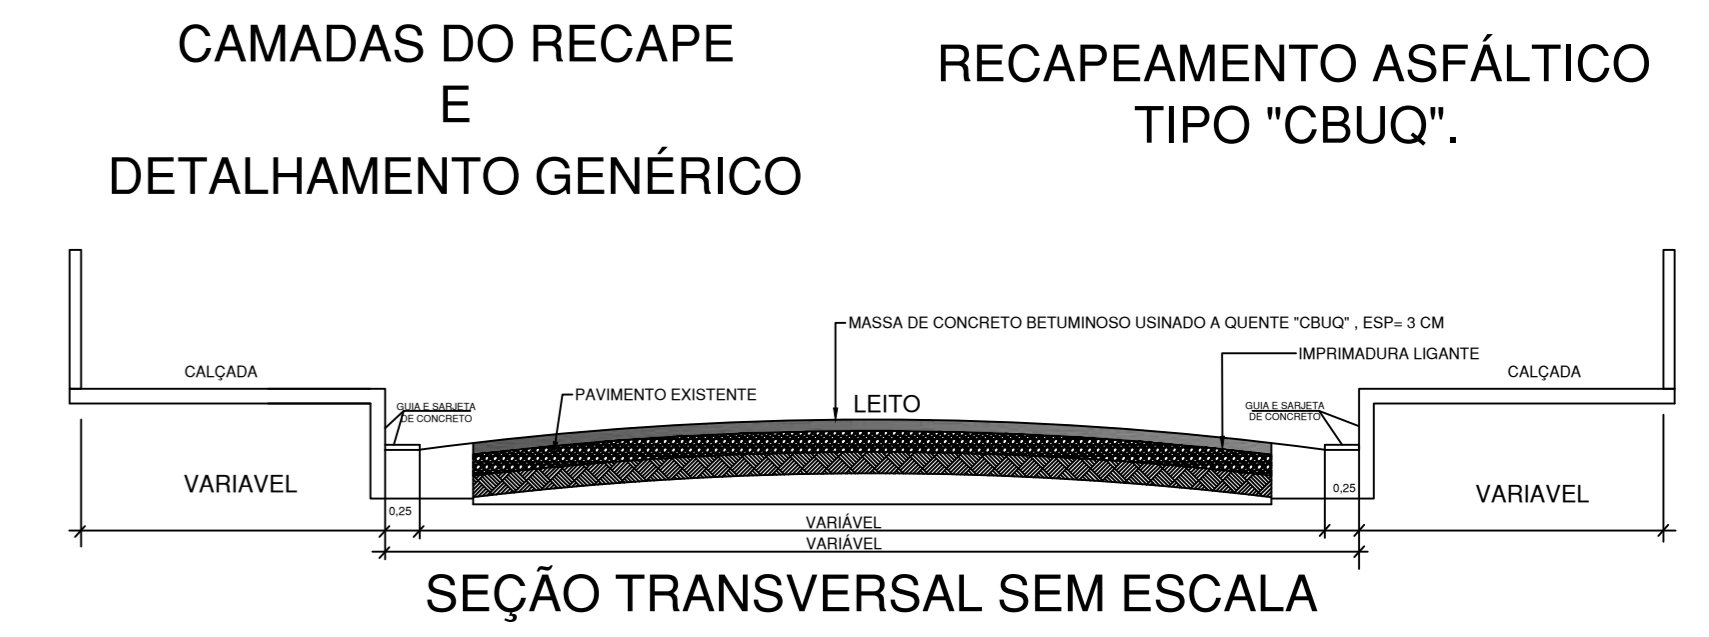 CAMADAS DO RECAPE
E
DETALHAMENTO GENÉRICO
RECAPEAMENTO ASFÁLTICO
TIPO "CBUQ".
MASSA DE CONCRETO BETUMINOSO USINADO A QUENTE "CBUQ" , ESP= 3 CM
IMPRIMADURA LIGANTE
CALÇADA
CALÇADA
PAVIMENTO EXISTENTE
LEITO
GUIA E SARJETA
DE CONCRETO
GUIA E SARJETA
DE CONCRETO
VARIAVEL
0,25
VARIAVEL
0,25
VARIÁVEL
VARIÁVEL
SEÇÃO TRANSVERSAL SEM ESCALA